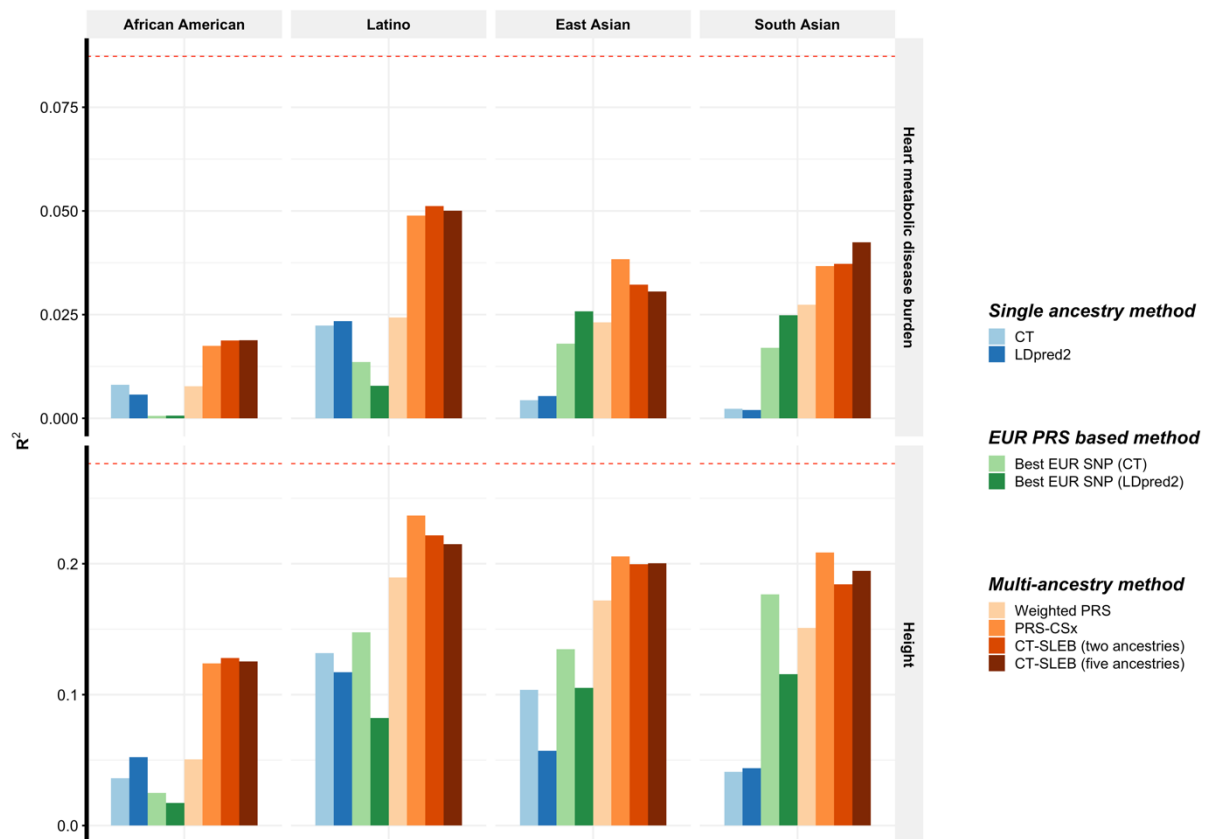 African American
Latino
East Asian
South Asian
0.075
0.050
0.025
0.000
Heart metabolic disease burden
R²
0.2
0.1
0.0
Height
Single ancestry method
CT
LDpred2
EUR PRS based method
Best EUR SNP (CT)
Best EUR SNP (LDpred2)
Multi-ancestry method
Weighted PRS
PRS-CSx
CT-SLEB (two ancestries)
CT-SLEB (five ancestries)